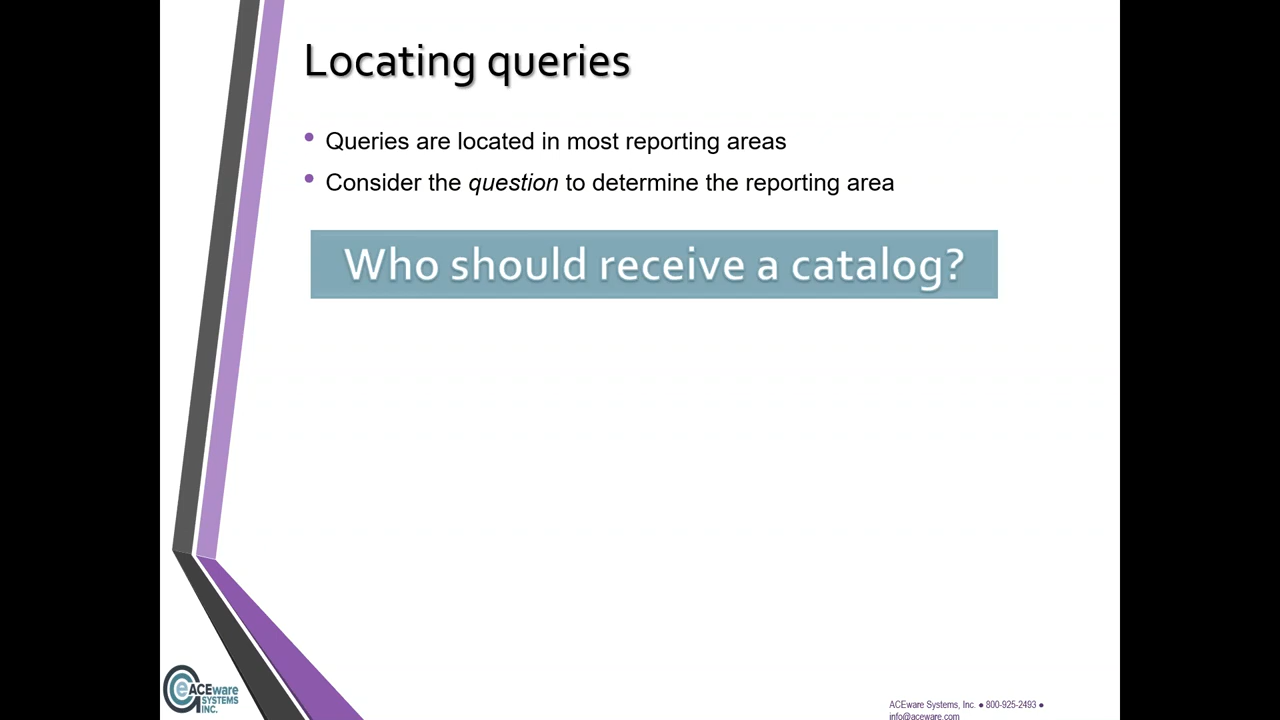 Locating queries
• Queries are located in most reporting areas
• Consider the question to determine the reporting area
Who should receive a catalog?
ACEware
SYSTEMS
INC.
ACEware Systems, Inc. ● 800-925-2493 ●
info@aceware.com